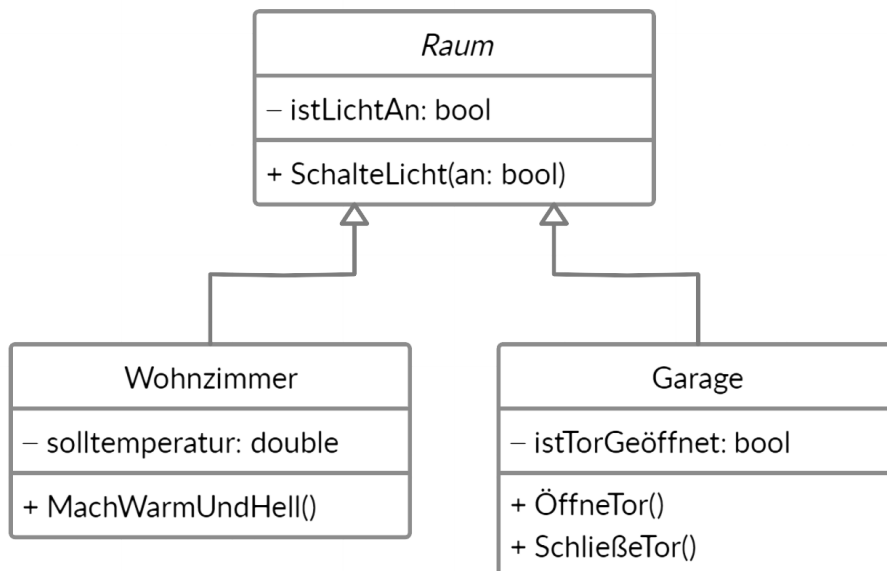 Raum
– istLichtAn: bool
+ SchalteLicht(an: bool)
Wohnzimmer
– solltemperatur: double
+ MachWarmUndHell()
Garage
– istTorGeöffnet: bool
+ ÖffneTor()
+ SchließeTor()